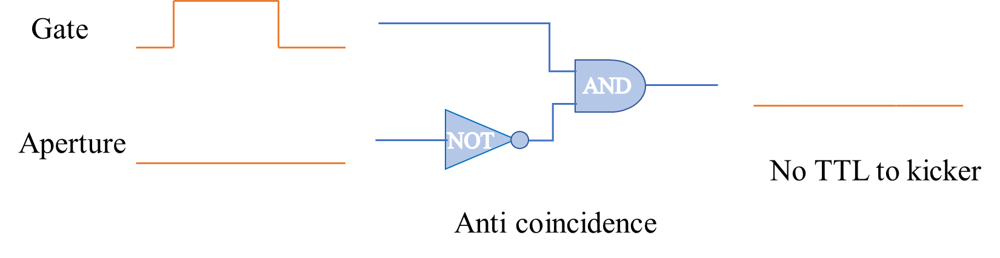 Gate
AND
Aperture
NOT
No TTL to kicker
Anti coincidence